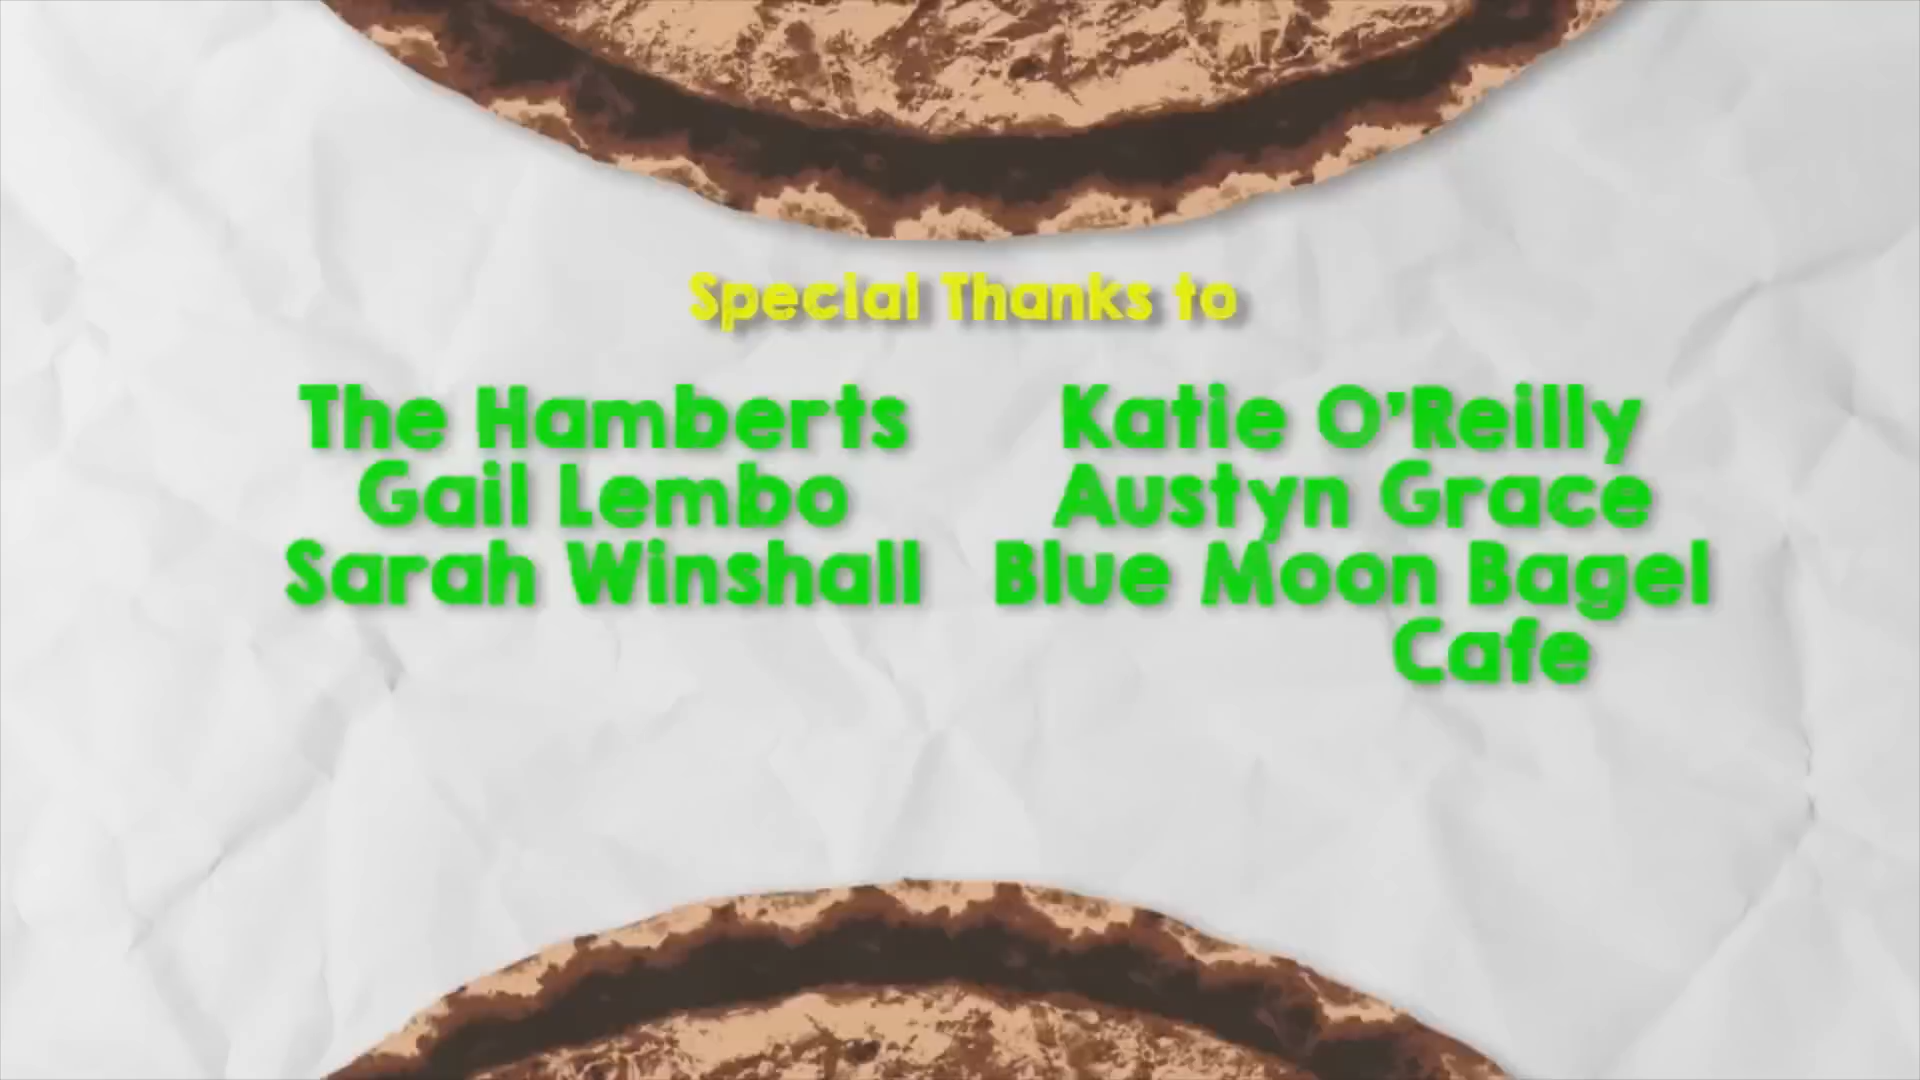 Special Thanks to
The Hamberts
Gail Lembo
Sarah Winshall
Katie O'Reilly
Austyn Grace
Blue Moon Bagel
Cafe